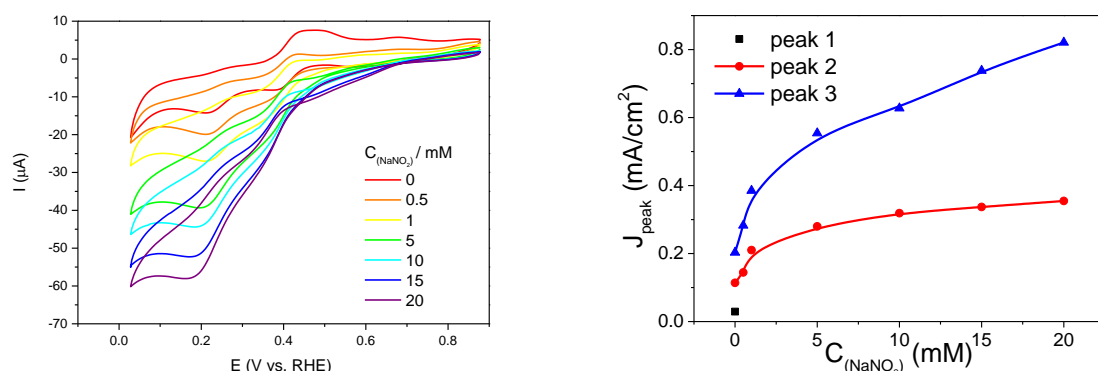 10
0
-10
-20
-30
-40
-50
-60
-70
I (μA)
0.0 0.2 0.4 0.6 0.8
E (V vs. RHE)
C(NaNO₂) / mM
0
0.5
1
5
10
15
20
peak 1
peak 2
peak 3
0.8
0.6
0.4
0.2
0.0
Jpeak (mA/cm²)
0 5 10 15 20
C(NaNO₂) (mM)